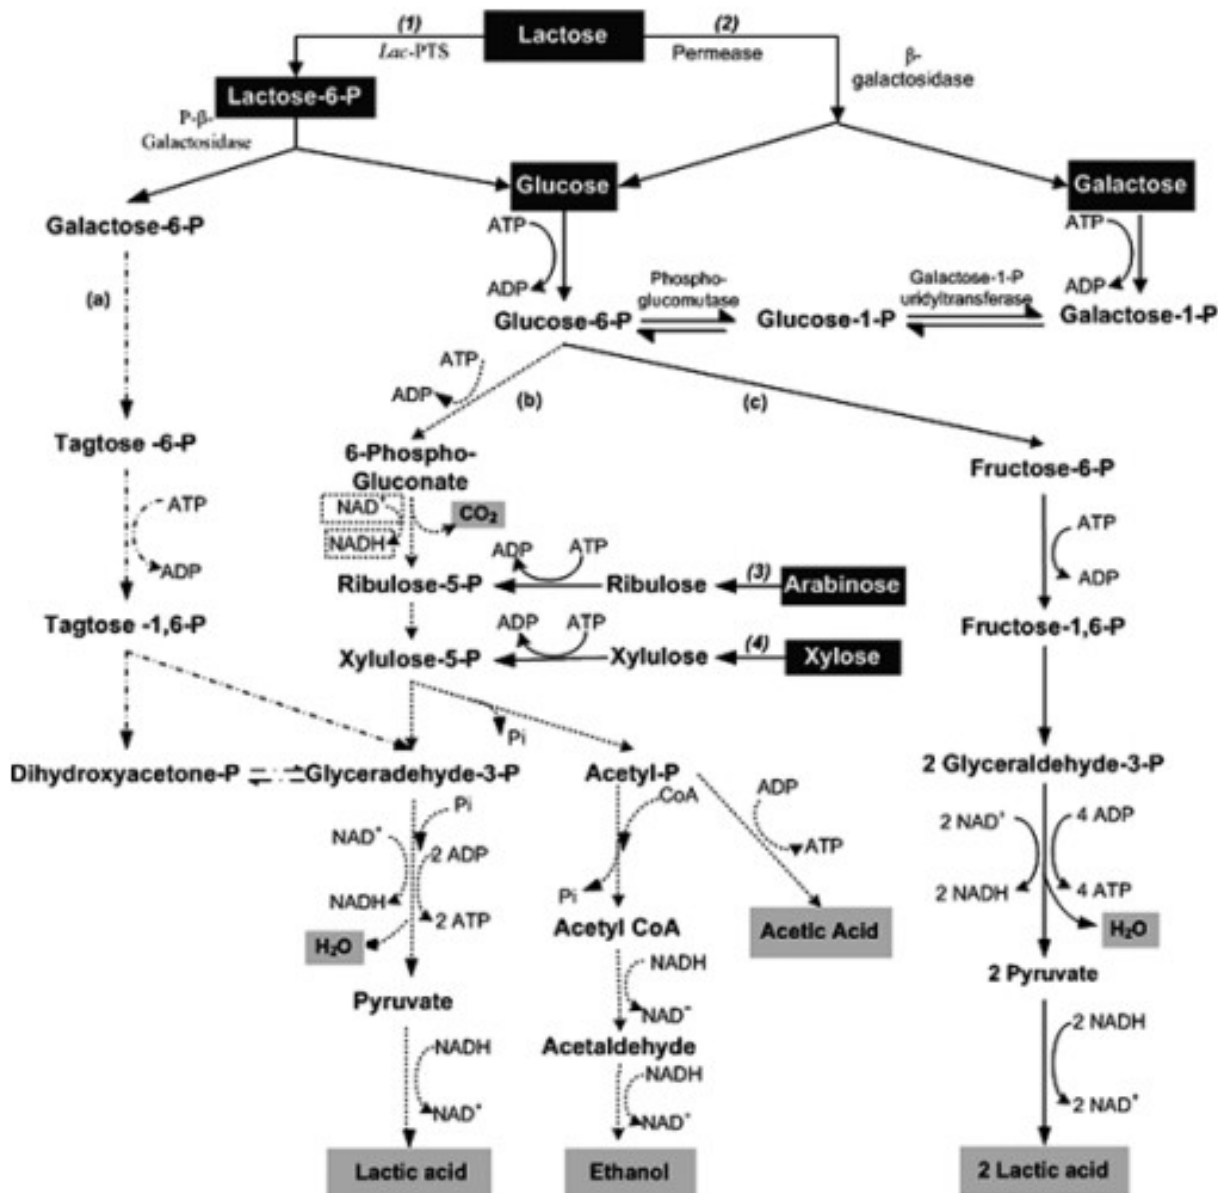 (1)
Lactose
(2)
Lac-PTS
Permease
β-
galactosidase
Lactose-6-P
P-β-
Galactosidase
Glucose
Galactose
Galactose-6-P
ATP
ADP
ATP
ADP
Phospho-
glucomutase
Galactose-1-P
uridyltransferase
(a)
Glucose-6-P
Glucose-1-P
Galactose-1-P
ATP
ADP
(b)
(c)
Tagtose -6-P
6-Phospho-
Gluconate
Fructose-6-P
ATP
ADP
NAD+
NADH
CO₂
ATP
ADP
ADP
ATP
Ribulose-5-P
Ribulose
(3)
Arabinose
Tagtose -1,6-P
Fructose-1,6-P
ADP
ATP
Xylulose-5-P
Xylulose
(4)
Xylose
Pi
Dihydroxyacetone-P
Glyceradehyde-3-P
Acetyl-P
2 Glyceraldehyde-3-P
Pi
NAD+
2 ADP
NADH
2 ATP
H₂O
CoA
Pi
ADP
ATP
2 NAD+
4 ADP
2 NADH
4 ATP
H₂O
Acetyl CoA
Acetic Acid
Pyruvate
2 Pyruvate
NADH
NAD+
Acetaldehyde
NADH
NAD+
NADH
NAD+
2 NADH
2 NAD+
Lactic acid
Ethanol
2 Lactic acid